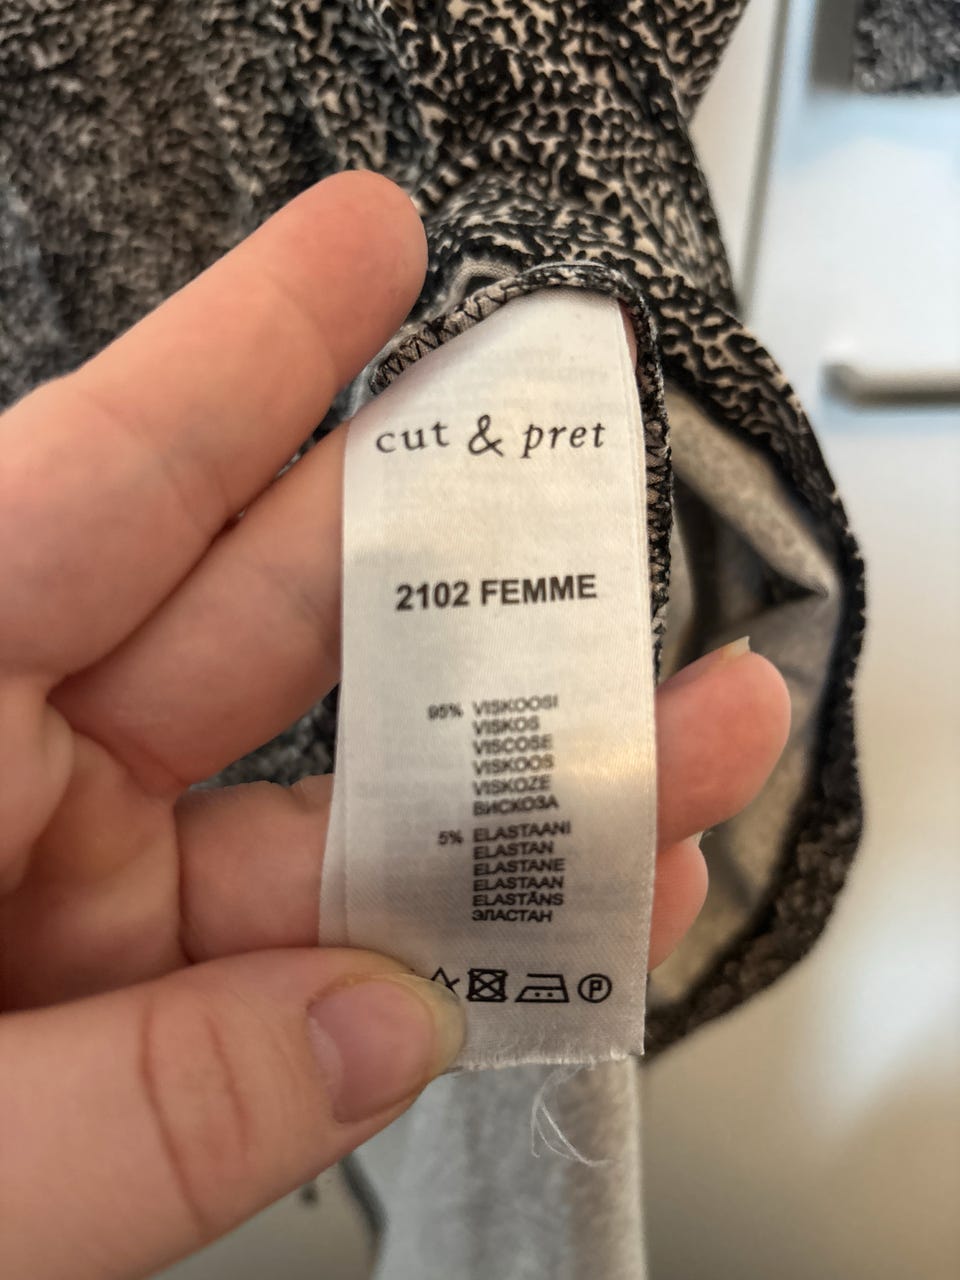 cut & pret
2102 FEMME
95% VISKOOSI
VISKOS
VISCOSE
VISKOOS
VISKOZE
ВИСКОЗА
5% ELASTAANI
ELASTAN
ELASTANE
ELASTAAN
ELASTĀNS
ЭЛАСТАН
P